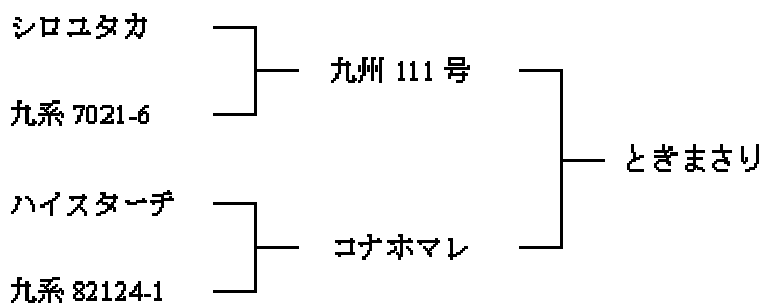 シロユタカ
九州 111 号
九系 7021-6
ときまさり
ハイスターチ
コナホマレ
九系 82124-1